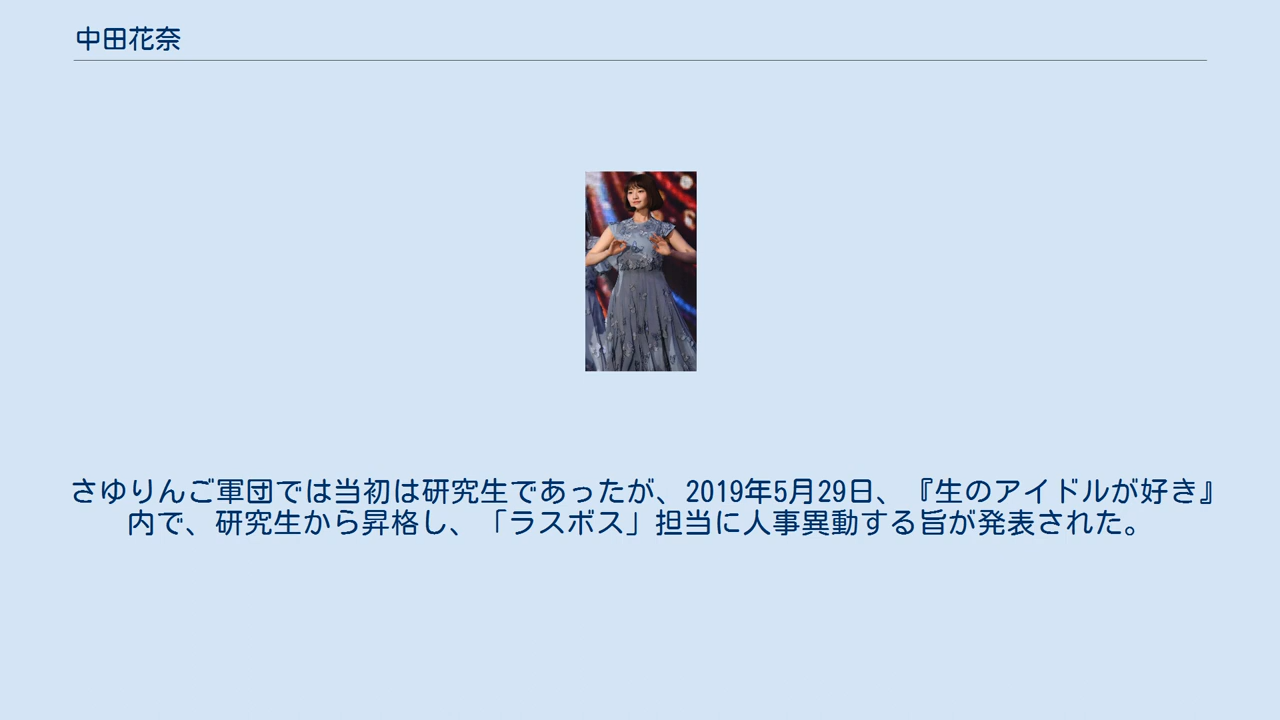 中田花奈
さゆりんご軍団では当初は研究生であったが、2019年5月29日、『生のアイドルが好き』
内で、研究生から昇格し、「ラスボス」担当に人事異動する旨が発表された。